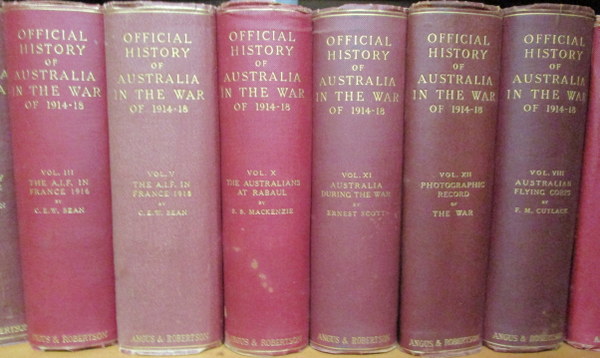 OFFICIAL
HISTORY
OF
AUSTRALIA
IN THE WAR
OF 1914-18
VOL. III
THE A.I.F. IN
FRANCE 1916
BY
C.E.W. BEAN
ANGUS & ROBERTSON
OFFICIAL
HISTORY
OF
AUSTRALIA
IN THE WAR
OF 1914-18
VOL. V
THE A.I.F. IN
FRANCE 1918
BY
C.E.W. BEAN
ANGUS & ROBERTSON
OFFICIAL
HISTORY
OF
AUSTRALIA
IN THE WAR
OF 1914-18
VOL. X
THE AUSTRALIANS
AT RABAUL
BY
S. S. MACKENZIE
ANGUS & ROBERTSON
OFFICIAL
HISTORY
OF
AUSTRALIA
IN THE WAR
OF 1914-18
VOL. XI
AUSTRALIA
DURING THE WAR
BY
ERNEST SCOTT
ANGUS & ROBERTSON
OFFICIAL
HISTORY
OF
AUSTRALIA
IN THE WAR
OF 1914-18
VOL. XII
PHOTOGRAPHIC
RECORD
OF
THE WAR
ANGUS & ROBERTSON
OFFICIAL
HISTORY
OF
AUSTRALIA
IN THE WAR
OF 1914-18
VOL. VIII
AUSTRALIAN
FLYING CORPS
BY
F. M. CUTLACK
ANGUS & ROBERTSON